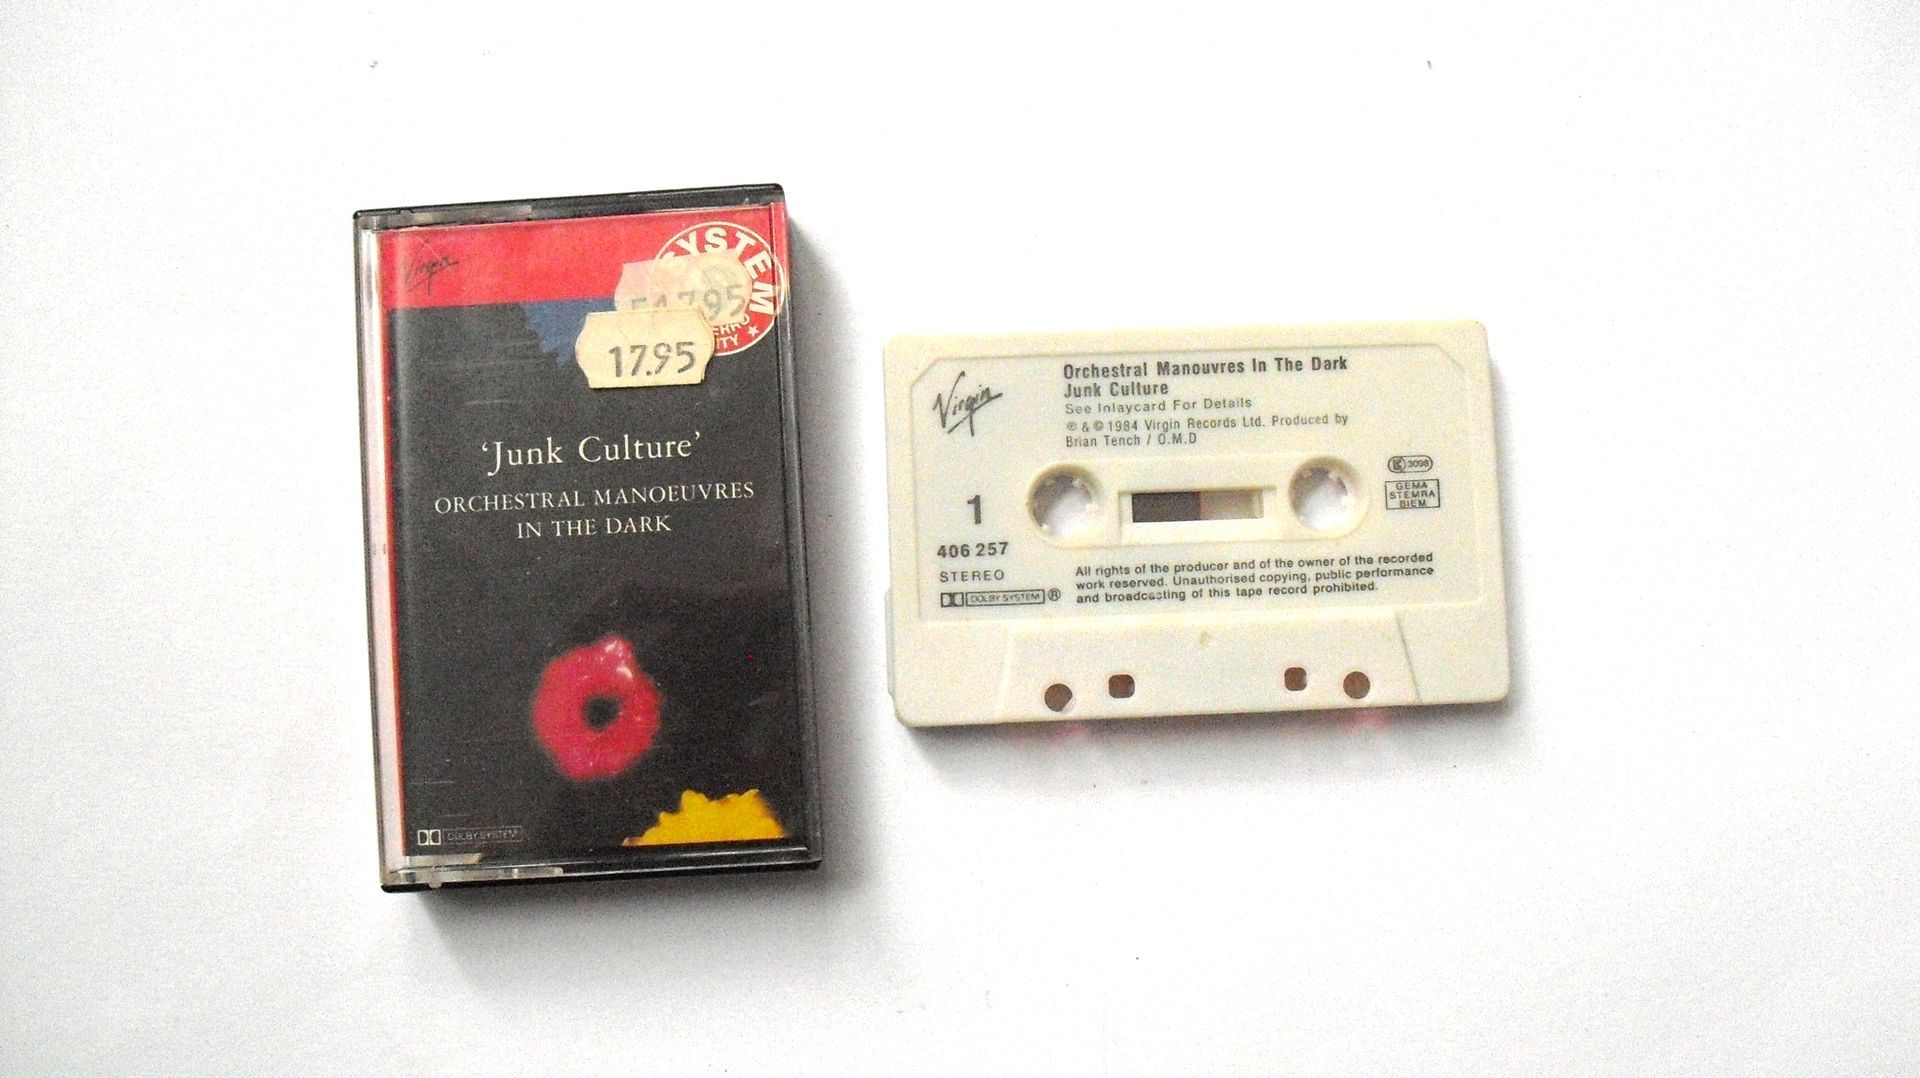 Virgin
SYSTEM
17.95
'Junk Culture'
ORCHESTRAL MANOEUVRES
IN THE DARK
DOLBY SYSTEM
Virgin
Orchestral Manouvres In The Dark
Junk Culture
See Inlaycard For Details
℗ & © 1984 Virgin Records Ltd. Produced by
Brian Tench / O.M.D
1
3098
GEMA
STEMRA
BIEM
406 257
STEREO
DOLBY SYSTEM ®
All rights of the producer and of the owner of the recorded
work reserved. Unauthorised copying, public performance
and broadcasting of this tape record prohibited.